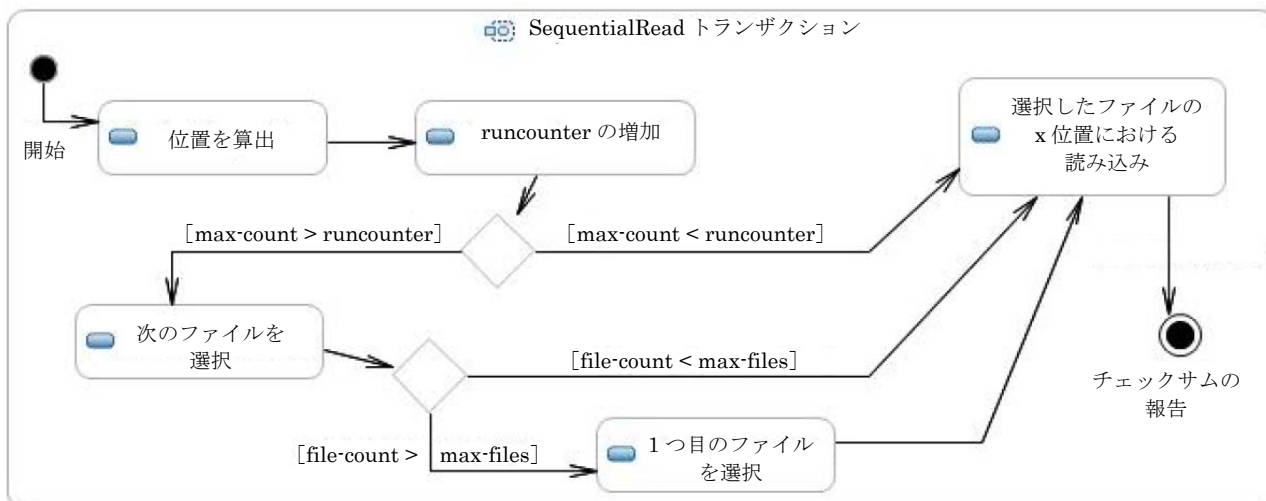 SequentialRead トランザクション
開始
位置を算出
runcounter の増加
選択したファイルの
x 位置における
読み込み
［max-count > runcounter］
［max-count < runcounter］
次のファイルを
選択
［file-count < max-files］
チェックサムの
報告
［file-count > max-files］
1 つ目のファイル
を選択